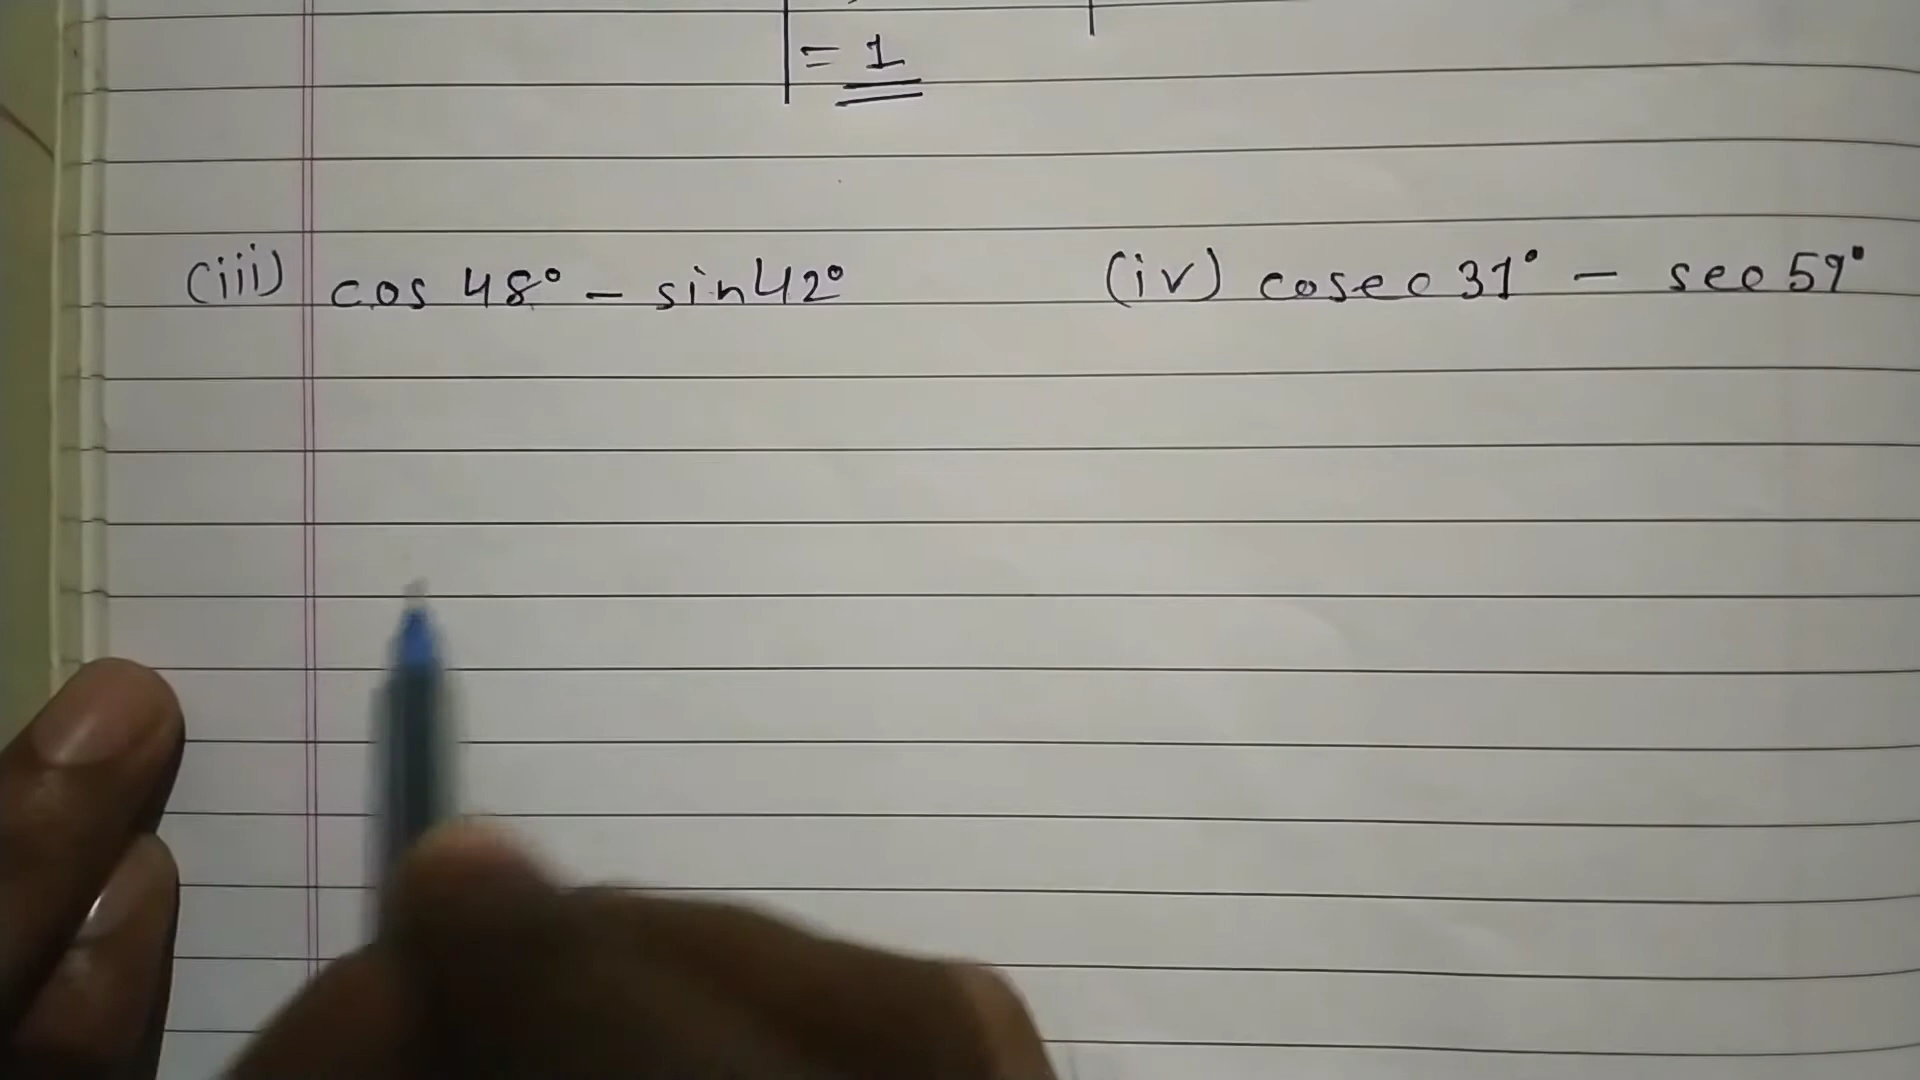 = 1
(iii) cos 48° - sin 42°
(iv) cosec 31° - sec 59°